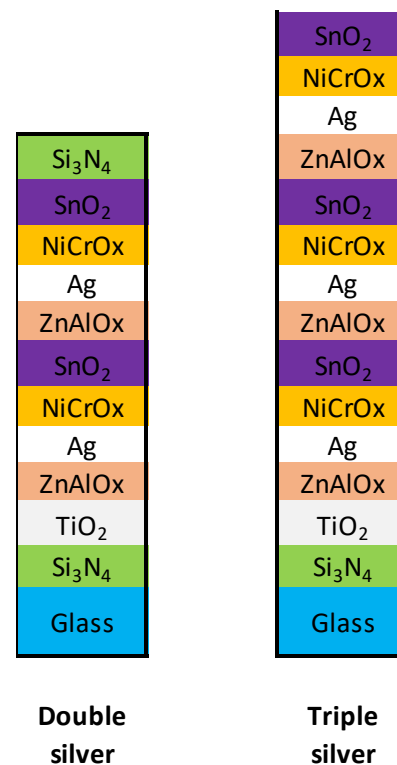 Si₃N₄
SnO₂
NiCrOx
Ag
ZnAlOx
SnO₂
NiCrOx
Ag
ZnAlOx
TiO₂
Si₃N₄
Glass
Double
silver
SnO₂
NiCrOx
Ag
ZnAlOx
SnO₂
NiCrOx
Ag
ZnAlOx
SnO₂
NiCrOx
Ag
ZnAlOx
TiO₂
Si₃N₄
Glass
Triple
silver